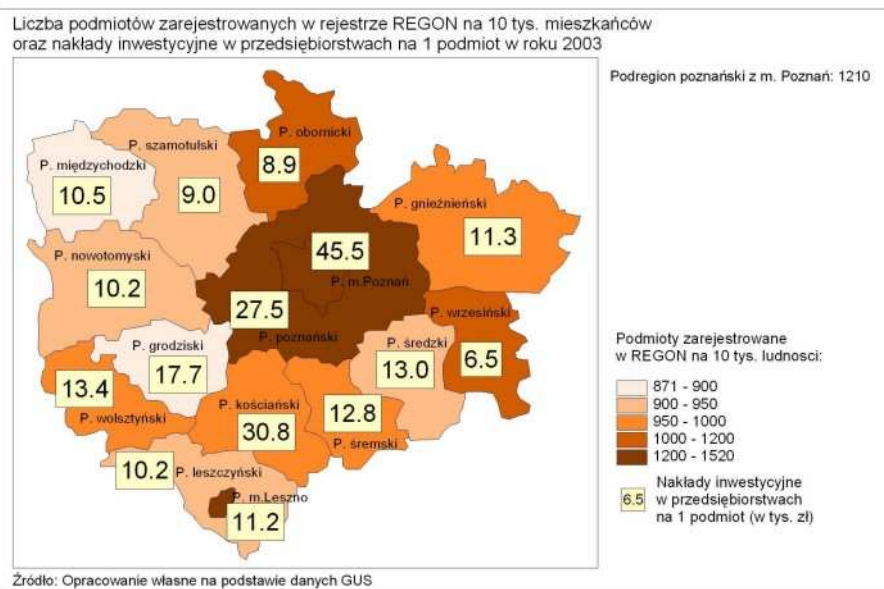 Liczba podmiotów zarejestrowanych w rejestrze REGON na 10 tys. mieszkańców
oraz nakłady inwestycyjne w przedsiębiorstwach na 1 podmiot w roku 2003
Podregion poznański z m. Poznań: 1210
P. obornicki
8.9
P. szamotulski
9.0
P. międzychodzki
10.5
P. gnieźnieński
11.3
45.5
P. m.Poznań
P. nowotomyski
10.2
27.5
P. poznański
P. wrzesiński
6.5
P. grodziski
17.7
P. średzki
13.0
13.4
P. wolsztyński
P. kościański
30.8
12.8
P. śremski
10.2
P. leszczyński
P. m.Leszno
11.2
Podmioty zarejestrowane
w REGON na 10 tys. ludnosci:
871 - 900
900 - 950
950 - 1000
1000 - 1200
1200 - 1520
6.5
Nakłady inwestycyjne
w przedsiębiorstwach
na 1 podmiot (w tys. zł)
Źródło: Opracowanie własne na podstawie danych GUS